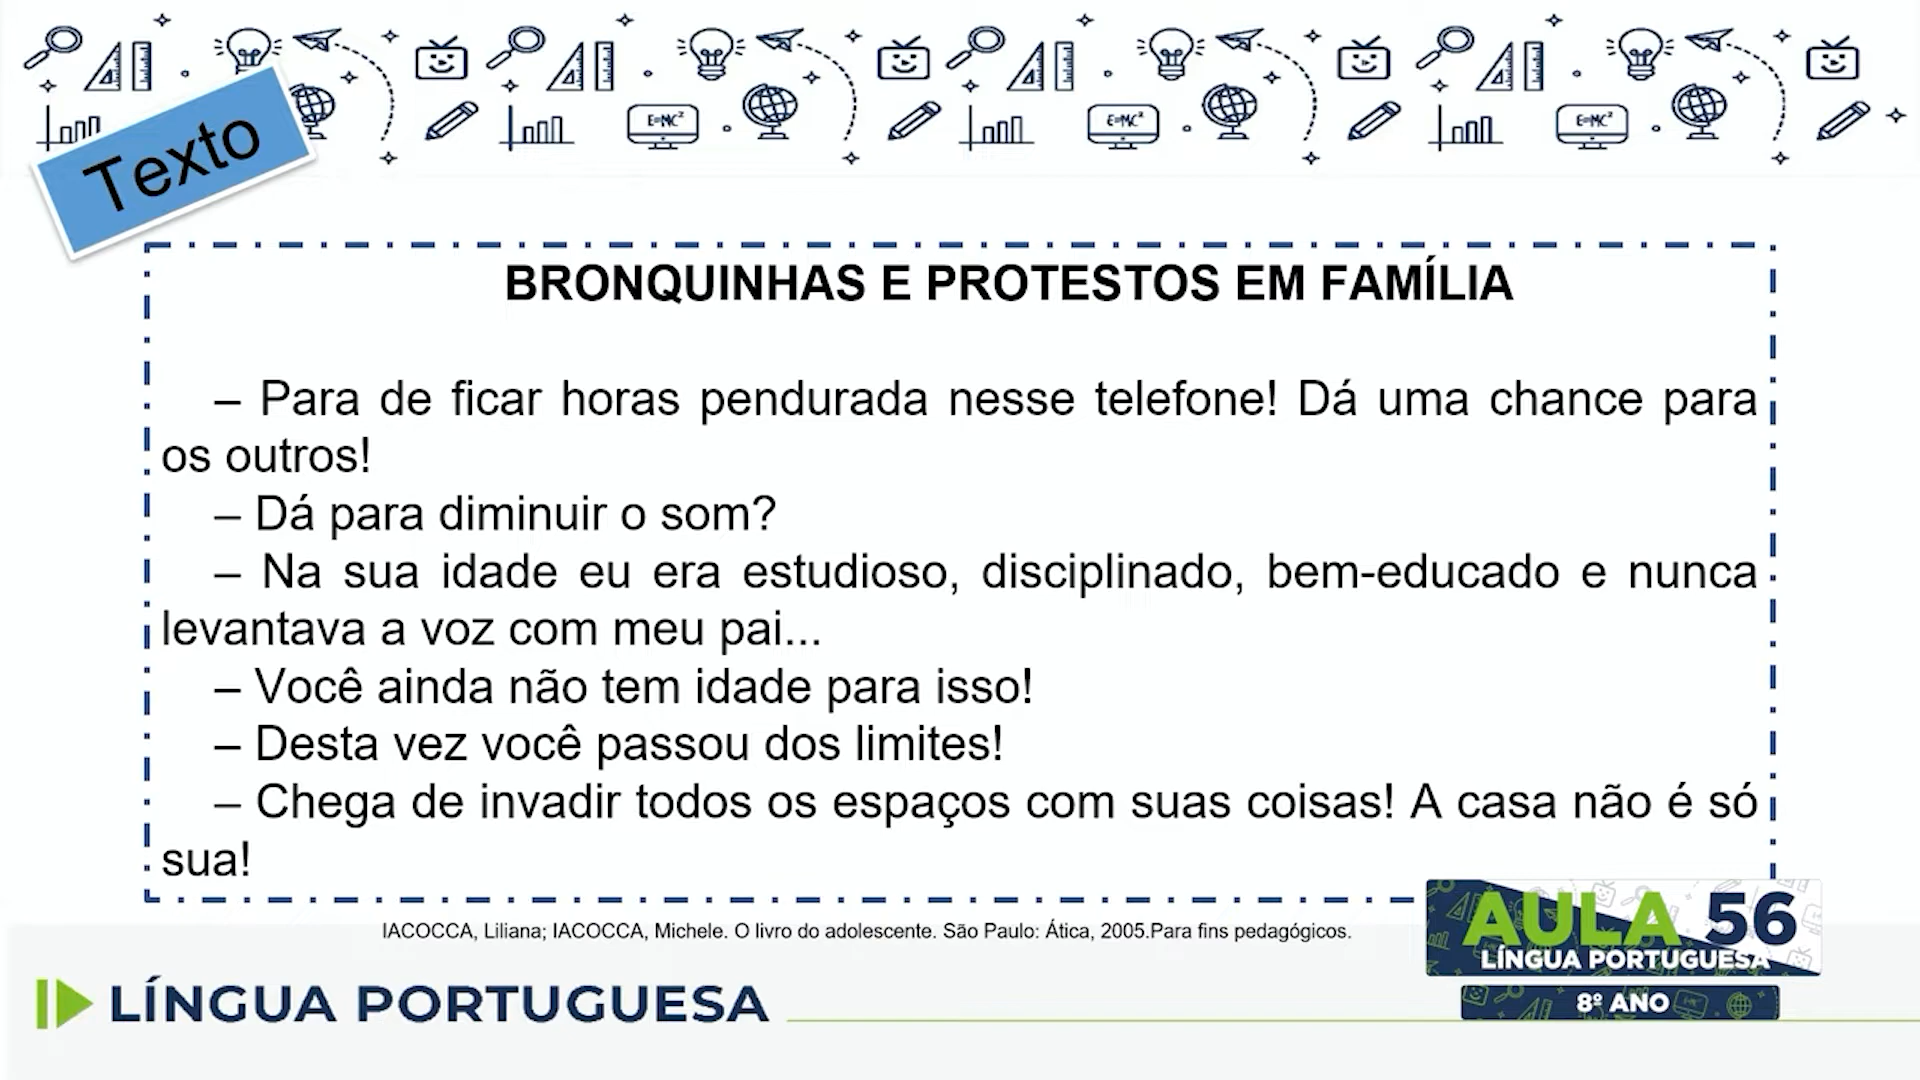 E=MC²
E=MC²
E=MC²
Texto
BRONQUINHAS E PROTESTOS EM FAMÍLIA
– Para de ficar horas pendurada nesse telefone! Dá uma chance para
os outros!
– Dá para diminuir o som?
– Na sua idade eu era estudioso, disciplinado, bem-educado e nunca
levantava a voz com meu pai...
– Você ainda não tem idade para isso!
– Desta vez você passou dos limites!
– Chega de invadir todos os espaços com suas coisas! A casa não é só
sua!
IACOCCA, Liliana; IACOCCA, Michele. O livro do adolescente. São Paulo: Ática, 2005.Para fins pedagógicos.
AULA 56
LÍNGUA PORTUGUESA
8º ANO
LÍNGUA PORTUGUESA